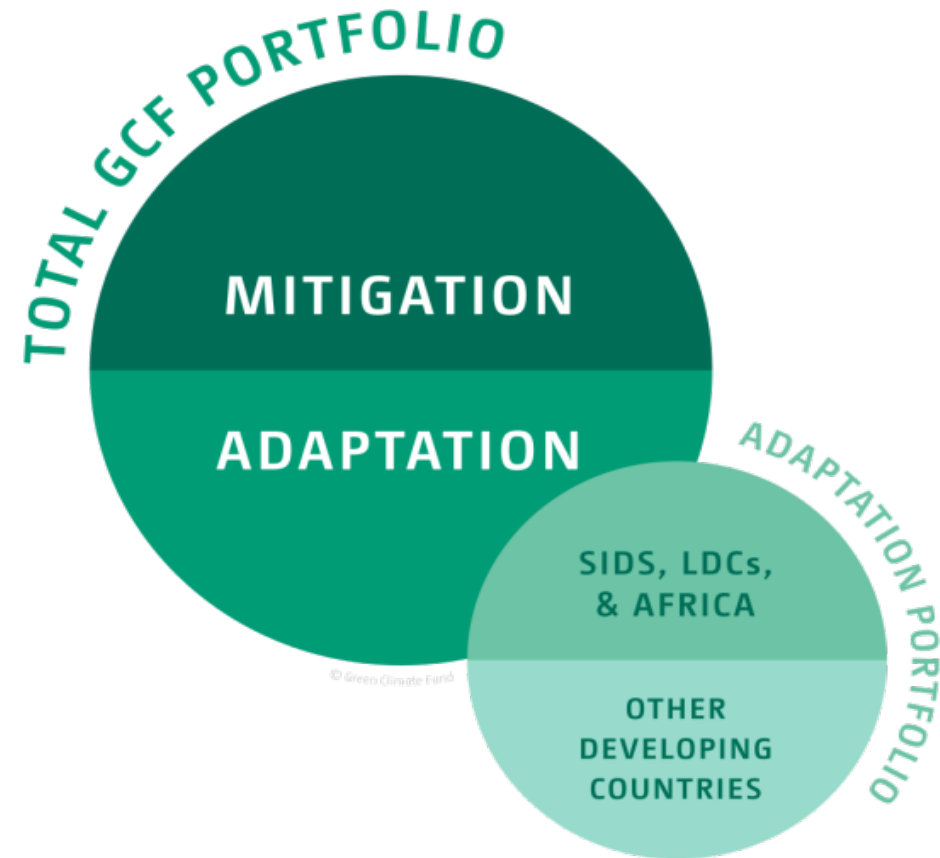 TOTAL GCF PORTFOLIO
MITIGATION
ADAPTATION
ADAPTATION PORTFOLIO
SIDS, LDCs,
& AFRICA
OTHER
DEVELOPING
COUNTRIES
© Green Climate Fund